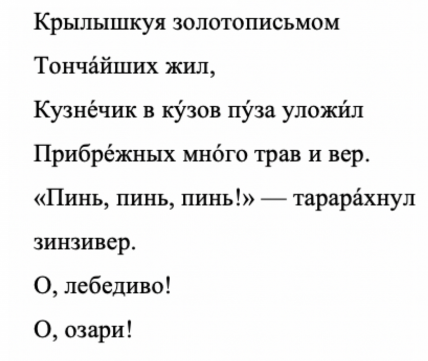 Крылышкуя золотописьмом
Тонча́йших жил,
Кузне́чик в ку́зов пу́за уложи́л
Прибре́жных мно́го трав и вер.
«Пинь, пинь, пинь!» — тарара́хнул
зинзивер.
О, лебедиво!
О, озари!